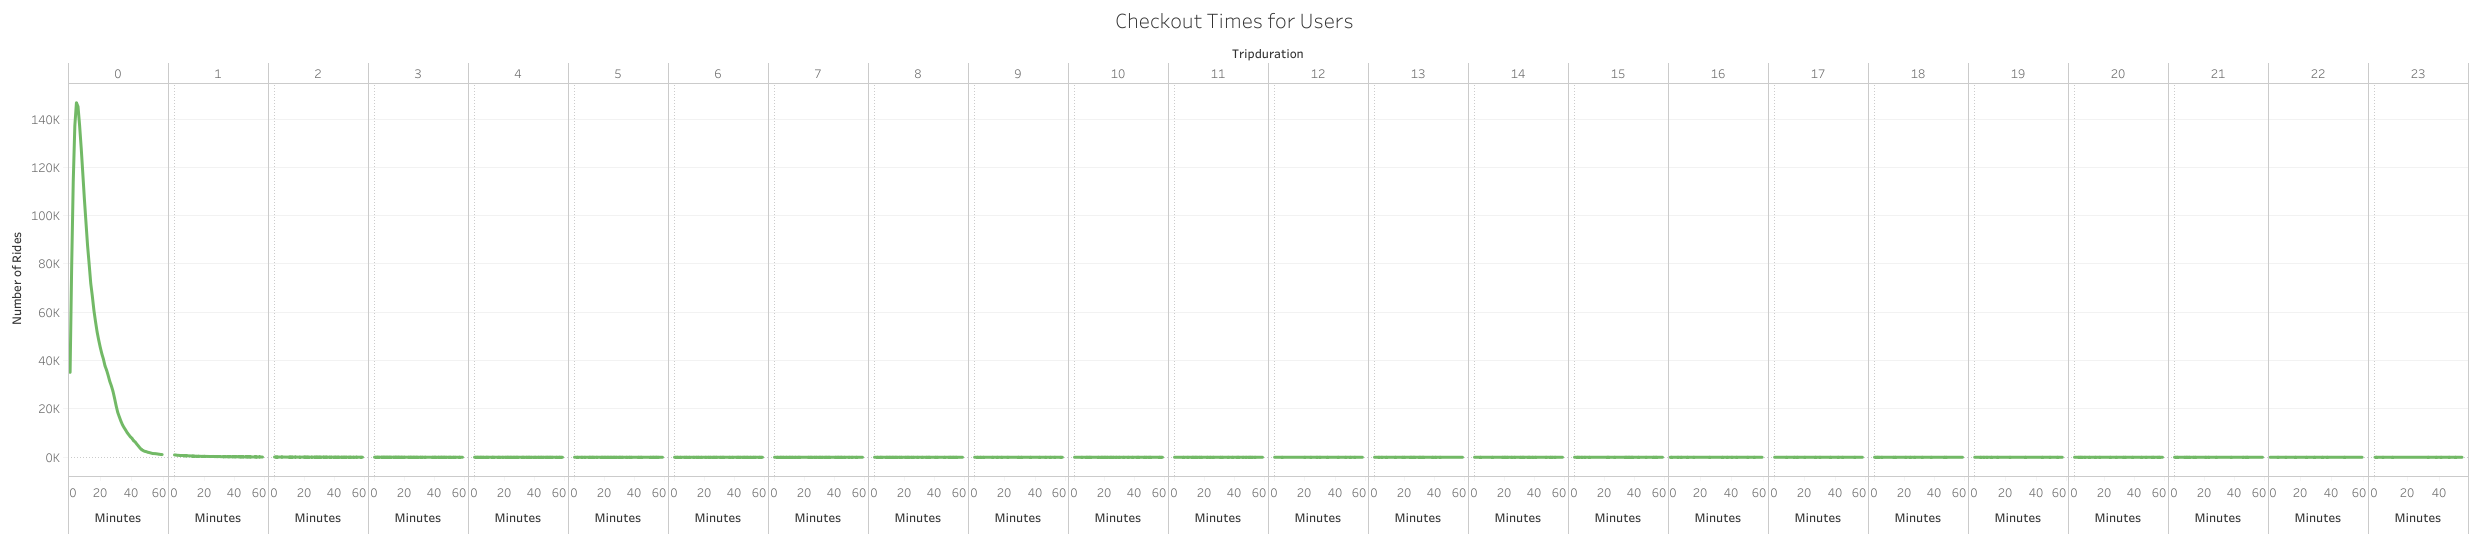 Checkout Times for Users
Tripduration
0 1 2 3 4 5 6 7 8 9 10 11 12 13 14 15 16 17 18 19 20 21 22 23
Number of Rides
140K
120K
100K
80K
60K
40K
20K
0K
0 20 40 60 0 20 40 60 0 20 40 60 0 20 40 60 0 20 40 60 0 20 40 60 0 20 40 60 0 20 40 60 0 20 40 60 0 20 40 60 0 20 40 60 0 20 40 60 0 20 40 60 0 20 40 60 0 20 40 60 0 20 40 60 0 20 40 60 0 20 40 60 0 20 40 60 0 20 40 60 0 20 40 60 0 20 40 60 0 20 40 60 0 20 40
Minutes Minutes Minutes Minutes Minutes Minutes Minutes Minutes Minutes Minutes Minutes Minutes Minutes Minutes Minutes Minutes Minutes Minutes Minutes Minutes Minutes Minutes Minutes Minutes